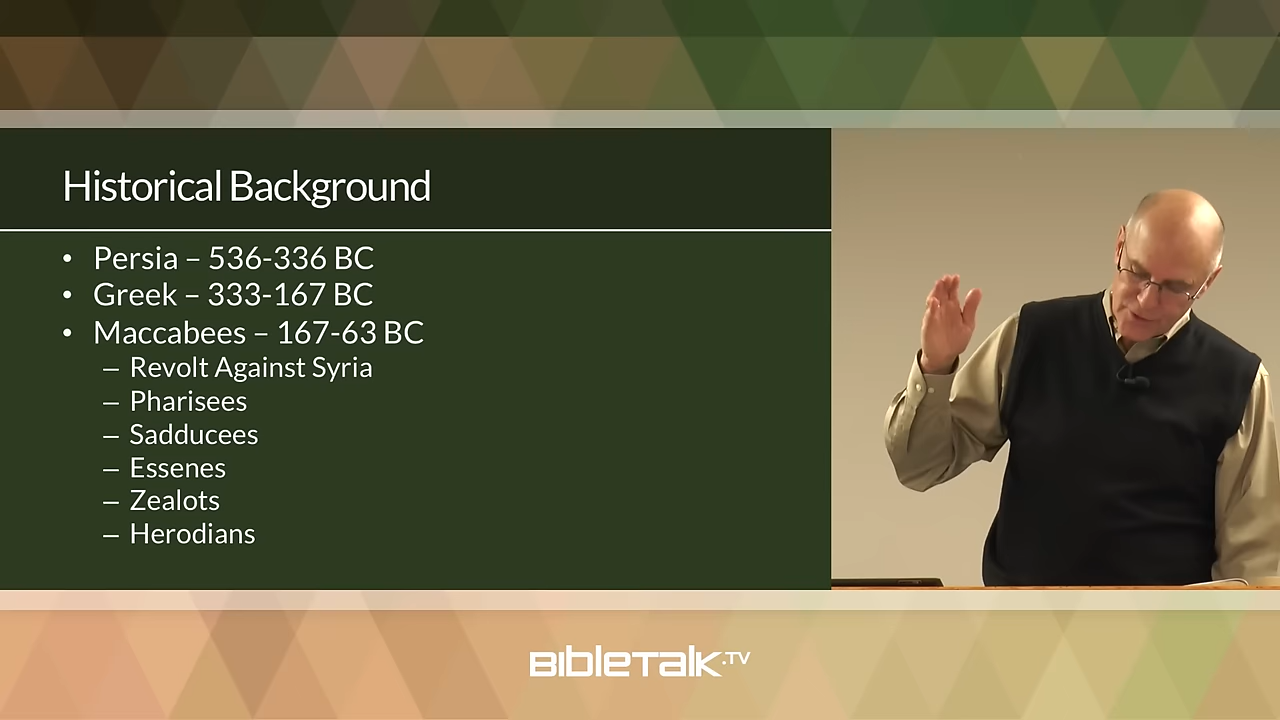 Historical Background
• Persia – 536-336 BC
• Greek – 333-167 BC
• Maccabees – 167-63 BC
– Revolt Against Syria
– Pharisees
– Sadducees
– Essenes
– Zealots
– Herodians
BIBLETALK.TV